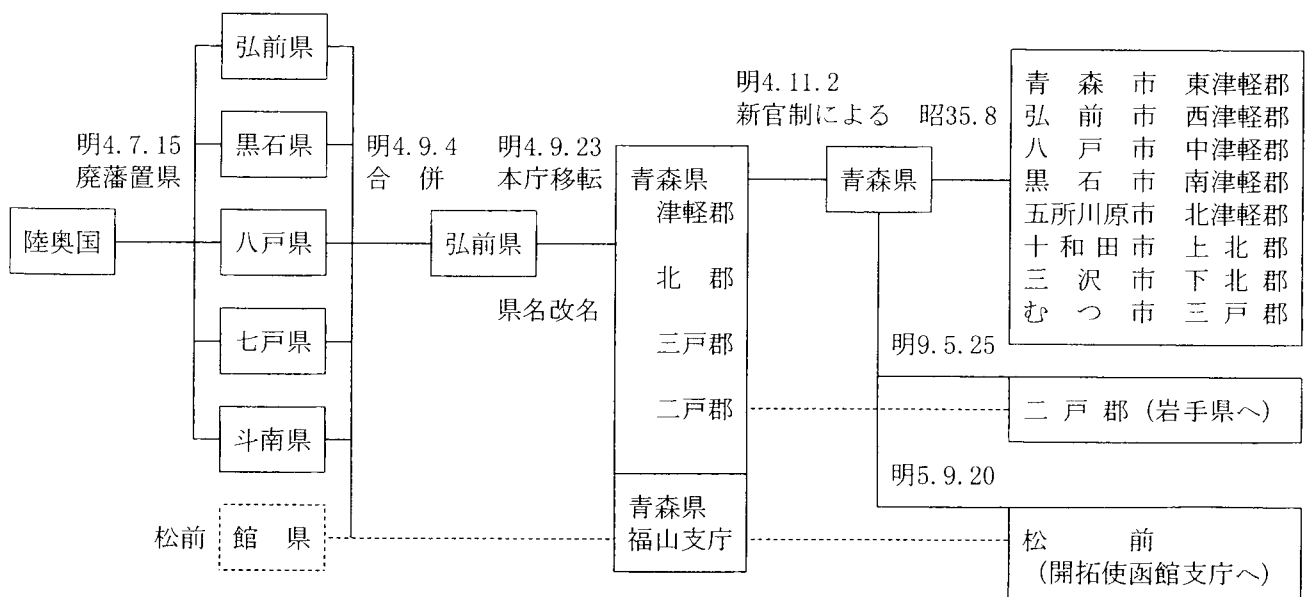 陸奥国
明4.7.15
廃藩置県
弘前県
黒石県
八戸県
七戸県
斗南県
松前 館県
明4.9.4
合併
弘前県
明4.9.23
本庁移転
県名改名
青森県
津軽郡
北郡
三戸郡
二戸郡
青森県
福山支庁
明4.11.2
新官制による
青森県
昭35.8
青森市 東津軽郡
弘前市 西津軽郡
八戸市 中津軽郡
黒石市 南津軽郡
五所川原市 北津軽郡
十和田市 上北郡
三沢市 下北郡
むつ市 三戸郡
明9.5.25
二戸郡(岩手県へ)
明5.9.20
松前
(開拓使函館支庁へ)